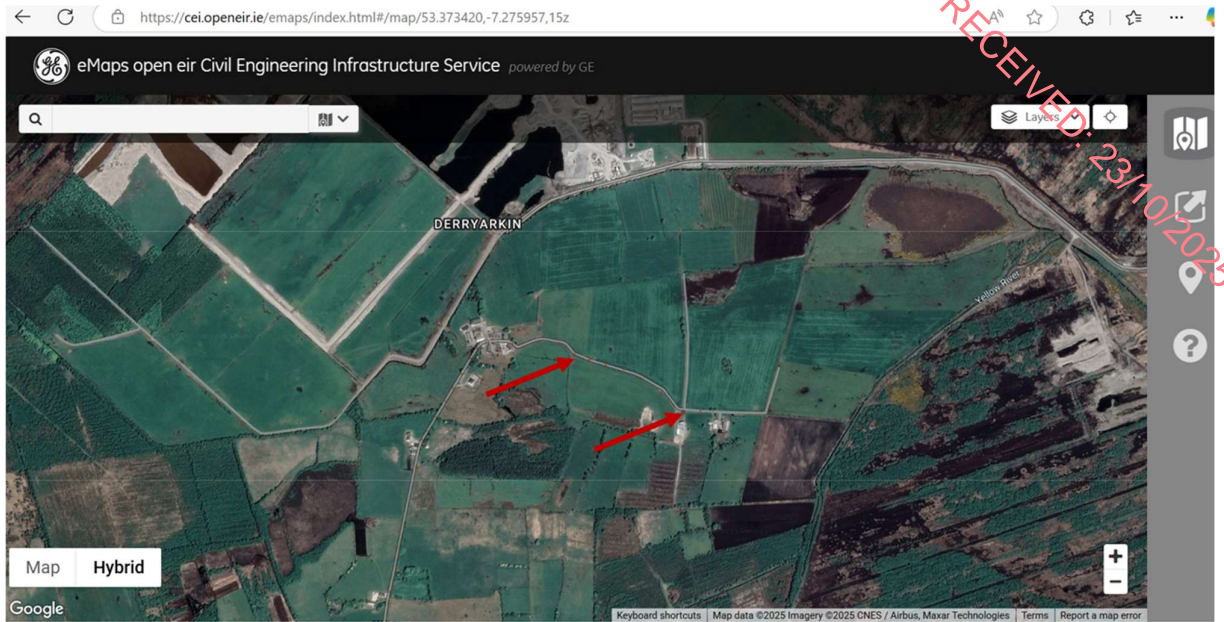 https://cei.openeir.ie/emaps/index.html#/map/53.373420,-7.275957,15z
RECEIVED: 23/10/2025
GE eMaps open eir Civil Engineering Infrastructure Service powered by GE
Layers
DERRYARKIN
Yellow River
Map Hybrid
Google
Keyboard shortcuts Map data ©2025 Imagery ©2025 CNES / Airbus, Maxar Technologies Terms Report a map error